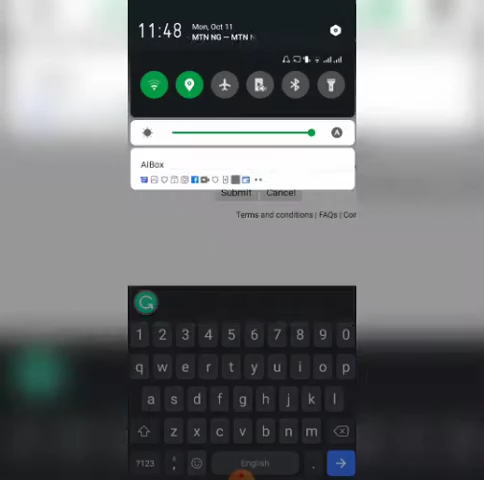 11:48
Mon, Oct 11
MTN NG — MTN N
A
AIBox
Submit Cancel
Terms and conditions | FAQs | Con
1 2 3 4 5 6 7 8 9 0
q w e r t y u i o p
a s d f g h j k l
z x c v b n m
?123 , English .